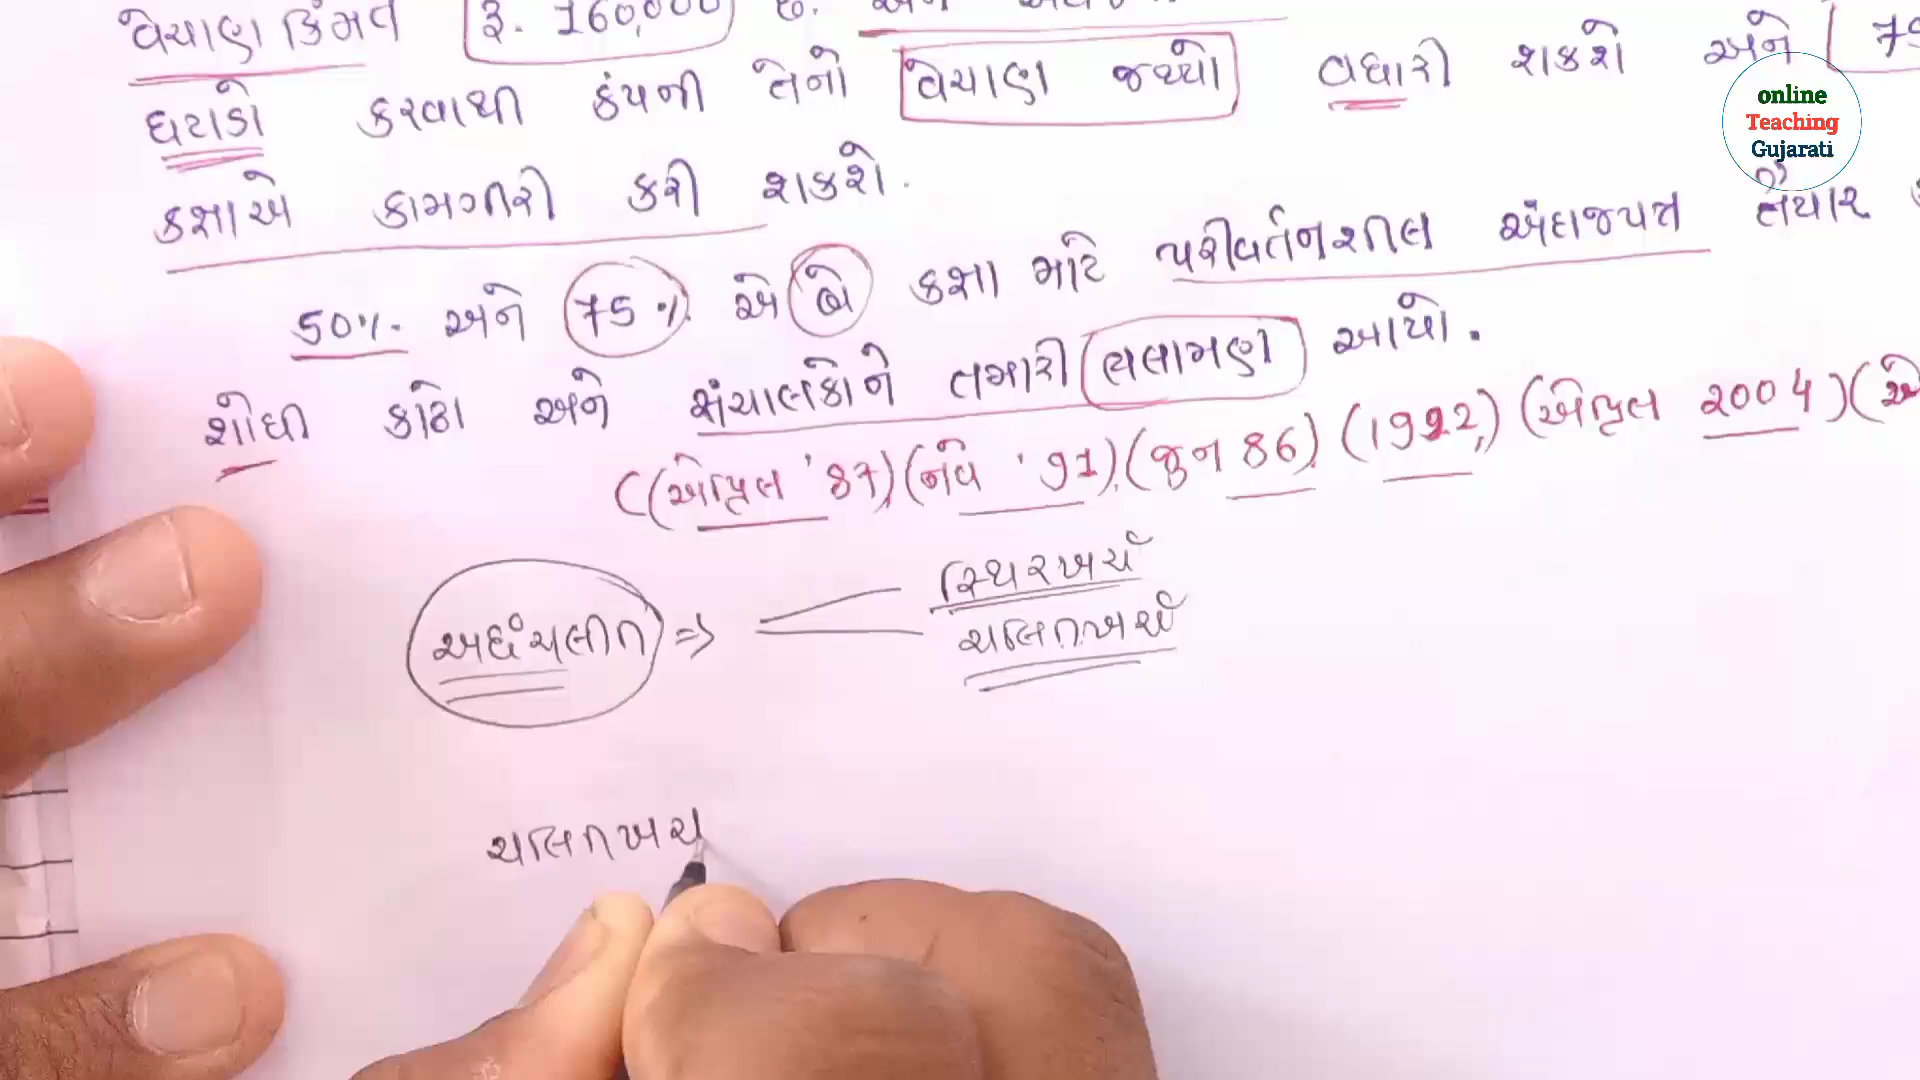 વેચાણ કિંમત રૂ. 160,000 છે. અને
ઘટાડો કરવાથી કંપની તેનો વેચાણ જથ્થો વધારી શકશે અને
કક્ષાએ કામગીરી કરી શકશે.
50% અને 75% એ બે કક્ષા માટે પરીવર્તનશીલ અંદાજપત્ર તૈયાર
શોધી કાઢો અને સંચાલકોને તમારી ભલામણ આપો.
((એપ્રિલ '87) (નવે '91) (જુન 86) (1992) (એપ્રિલ 2004)
અર્ધચલીત ⇒ સ્થિરખર્ચ
ચલિતખર્ચ
ચલિતખચ
online
Teaching
Gujarati